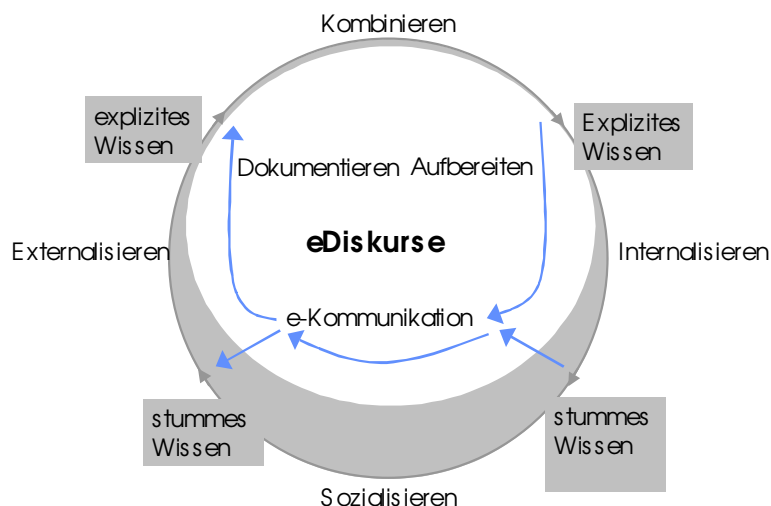 Kombinieren
explizites
Wissen
Explizites
Wissen
Dokumentieren Aufbereiten
Externalisieren
eDiskurse
Internalisieren
e-Kommunikation
stummes
Wissen
stummes
Wissen
Sozialisieren